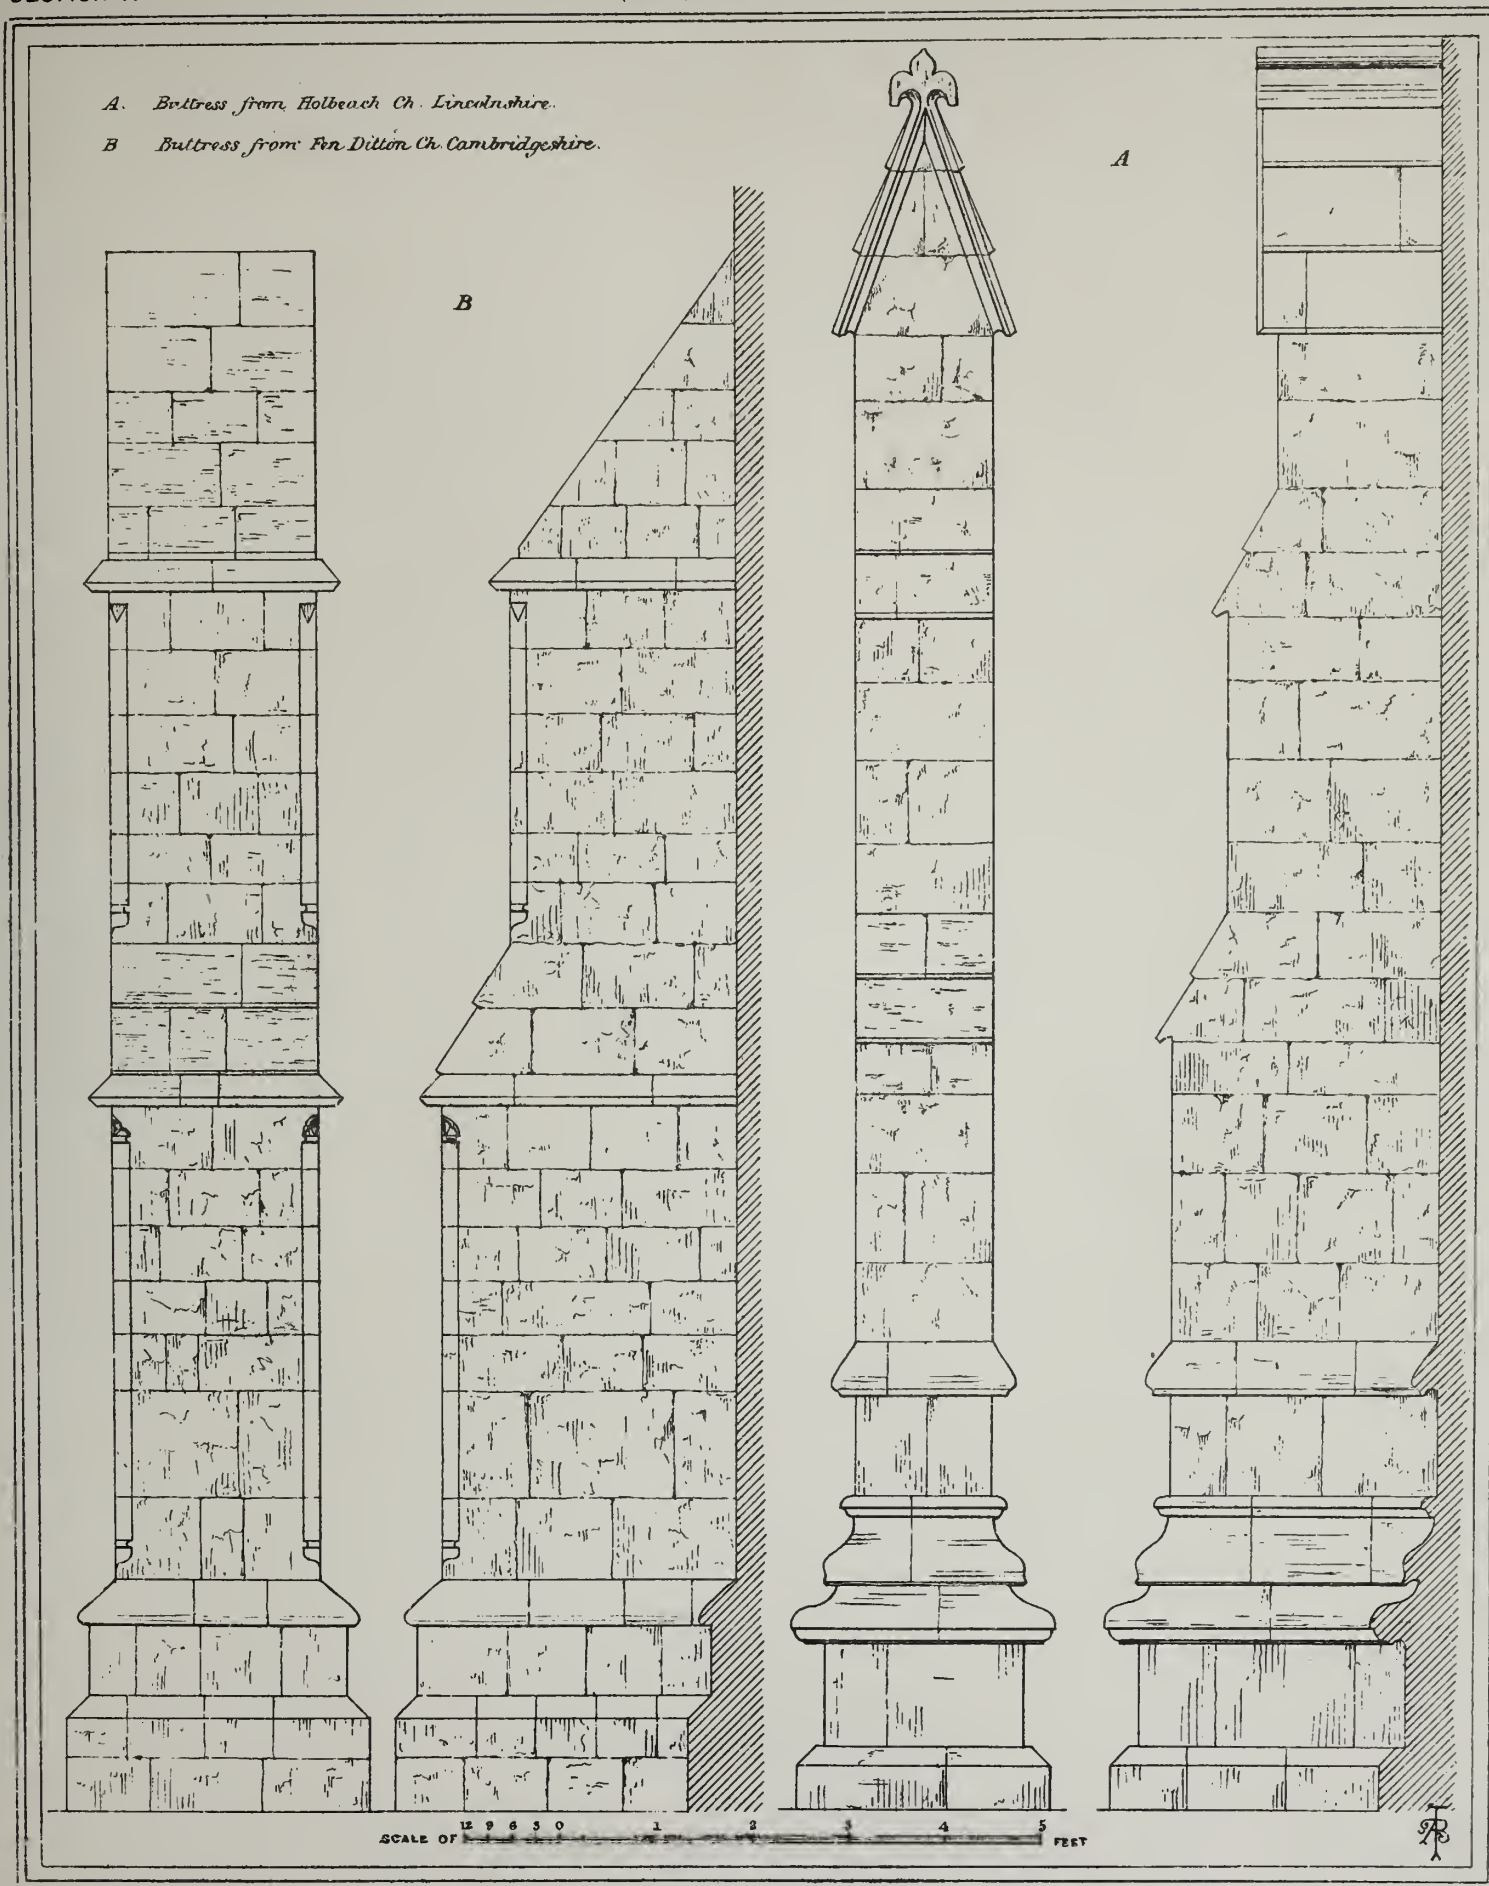 A. Buttress from Holbeach Ch. Lincolnshire.
B Buttress from Fen Ditton Ch. Cambridgeshire.
B
A
SCALE OF 12 9 6 3 0 1 2 3 4 5 FEET